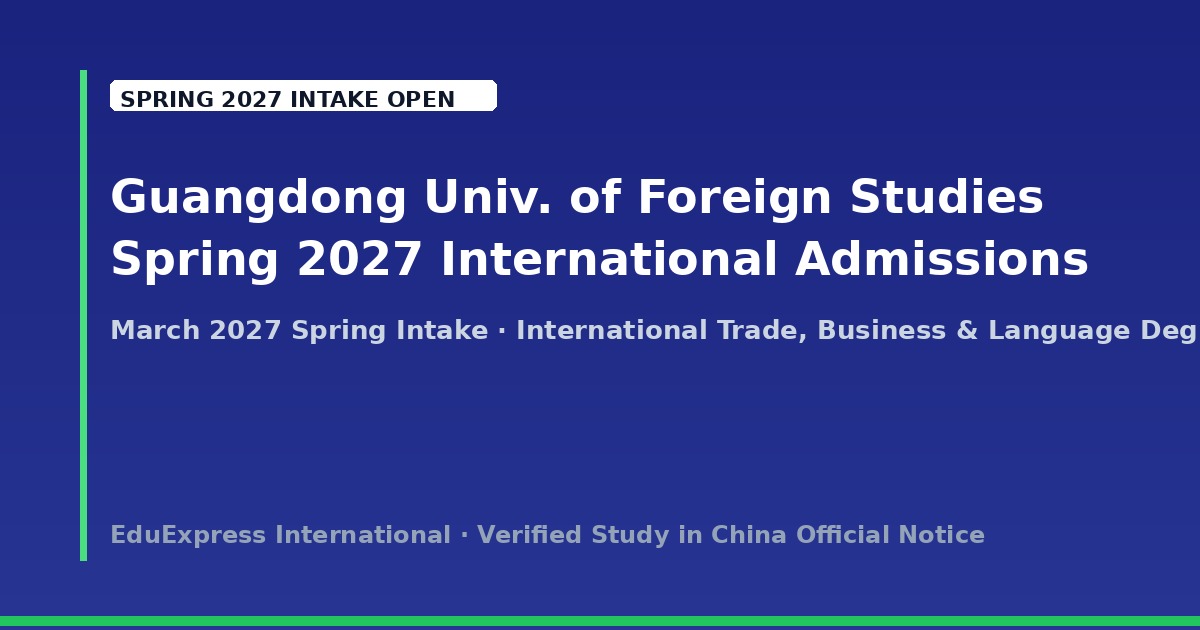 SPRING 2027 INTAKE OPEN
Guangdong Univ. of Foreign Studies
Spring 2027 International Admissions
March 2027 Spring Intake · International Trade, Business & Language Deg
EduExpress International · Verified Study in China Official Notice